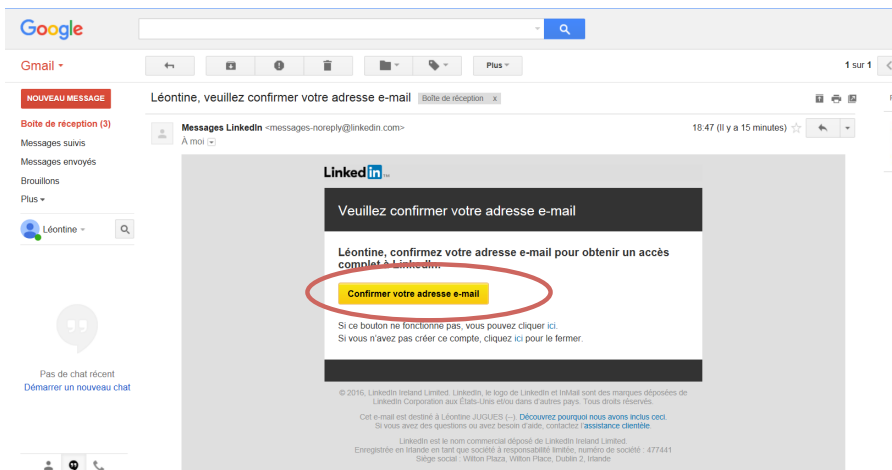 Google
Gmail
Plus
1 sur 1
NOUVEAU MESSAGE
Léontine, veuillez confirmer votre adresse e-mail
Boîte de réception x
Boîte de réception (3)
Messages suivis
Messages envoyés
Brouillons
Plus
Léontine
Messages LinkedIn <messages-noreply@linkedin.com>
18:47 (Il y a 15 minutes)
À moi
Linked in
Veuillez confirmer votre adresse e-mail
Léontine, confirmez votre adresse e-mail pour obtenir un accès
complet à LinkedIn.
Confirmer votre adresse e-mail
Si ce bouton ne fonctionne pas, vous pouvez cliquer ici.
Si vous n'avez pas créer ce compte, cliquez ici pour le fermer.
Pas de chat récent
Démarrer un nouveau chat
© 2016, LinkedIn Ireland Limited. LinkedIn, le logo de LinkedIn et InMail sont des marques déposées de
LinkedIn Corporation aux États-Unis et/ou dans d'autres pays. Tous droits réservés.
Cet e-mail est destiné à Léontine JUGUES (--). Découvrez pourquoi nous avons inclus ceci.
Si vous avez des questions ou avez besoin d'aide, contactez l'assistance clientèle.
LinkedIn est le nom commercial déposé de LinkedIn Ireland Limited.
Enregistrée en Irlande en tant que société à responsabilité limitée, numéro de société : 477441
Siège social : Wilton Plaza, Wilton Place, Dublin 2, Irlande